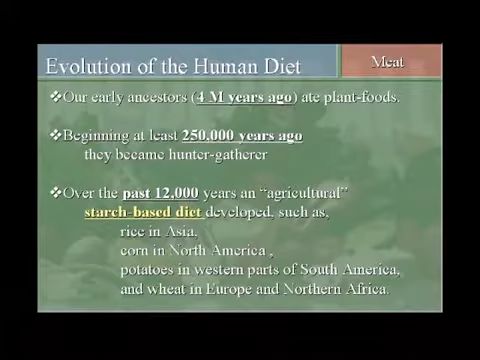 Evolution of the Human Diet
Meat
❖Our early ancestors (4 M years ago) ate plant-foods.
❖Beginning at least 250,000 years ago
they became hunter-gatherer
❖Over the past 12,000 years an “agricultural”
starch-based diet developed, such as,
rice in Asia,
corn in North America ,
potatoes in western parts of South America,
and wheat in Europe and Northern Africa.